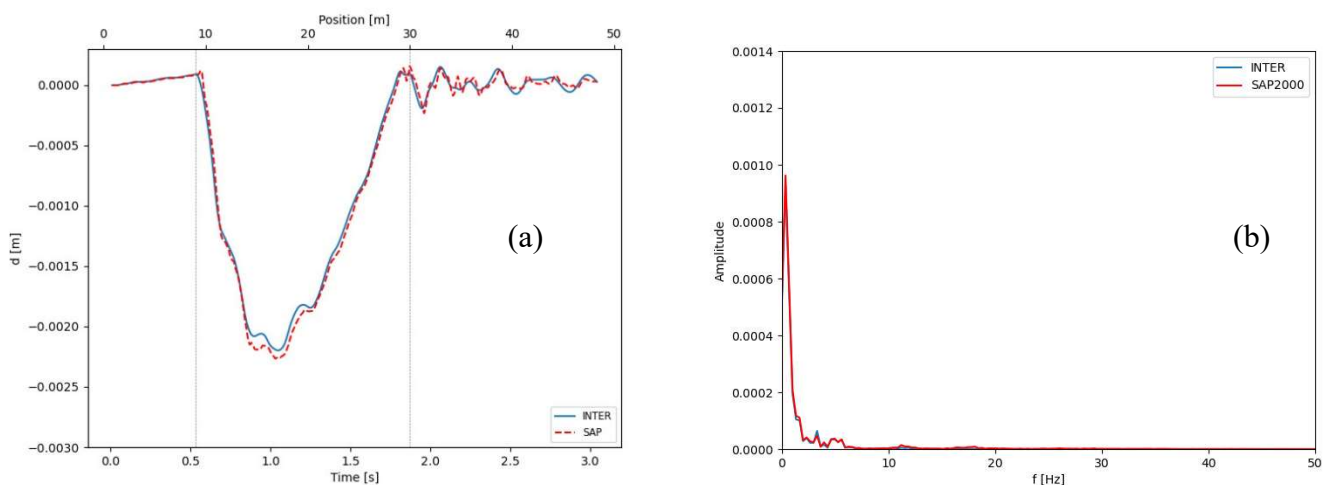 Position [m]
0 10 20 30 40 50
0.0000
−0.0005
−0.0010
−0.0015
−0.0020
−0.0025
−0.0030
d [m]
(a)
INTER
SAP
0.0 0.5 1.0 1.5 2.0 2.5 3.0
Time [s]
0.0014
0.0012
0.0010
0.0008
0.0006
0.0004
0.0002
0.0000
Amplitude
INTER
SAP2000
(b)
0 10 20 30 40 50
f [Hz]